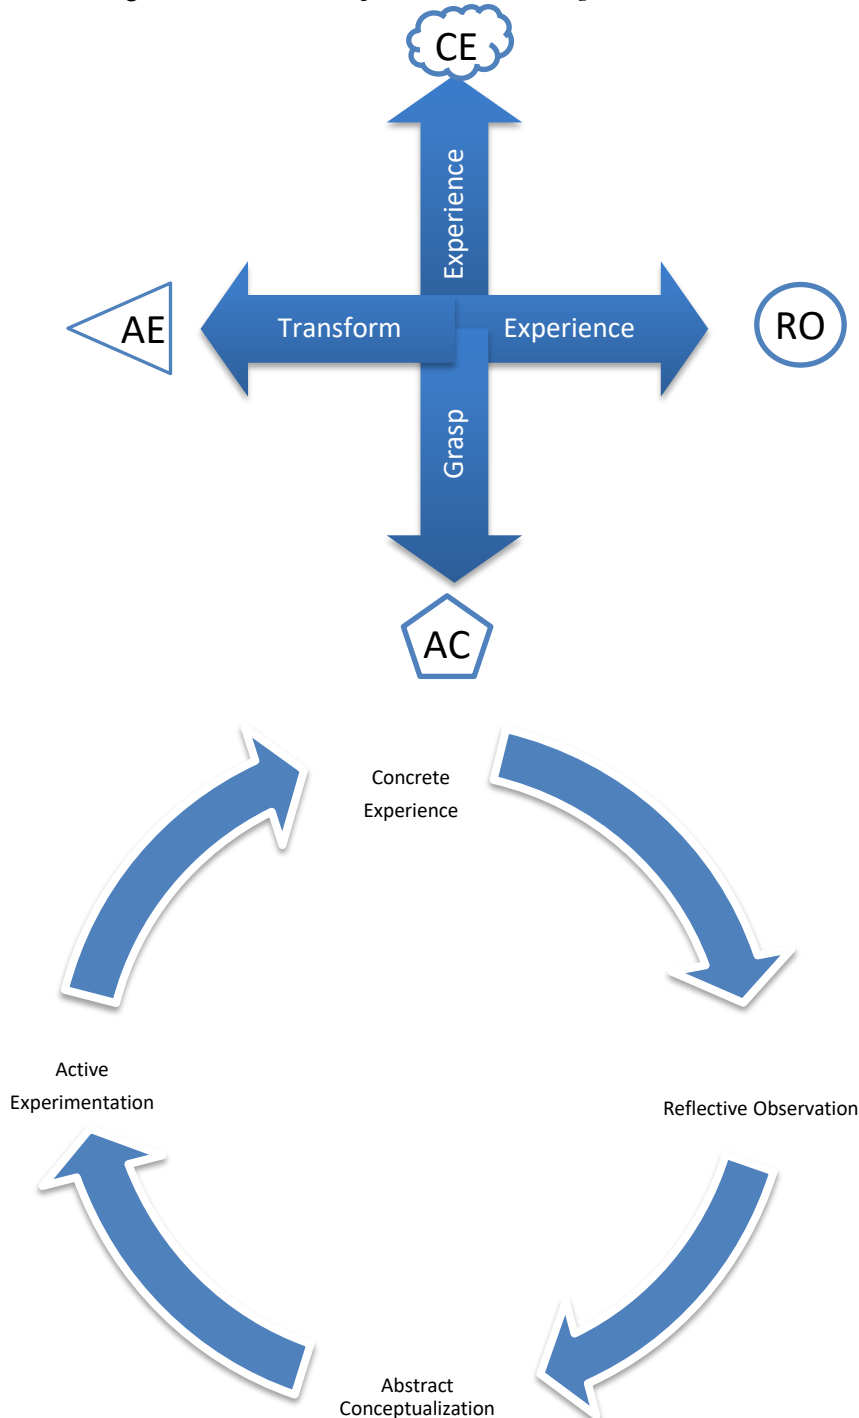 CE
Experience
AE
Transform
Experience
RO
Grasp
AC
Concrete
Experience
Active
Experimentation
Reflective Observation
Abstract
Conceptualization